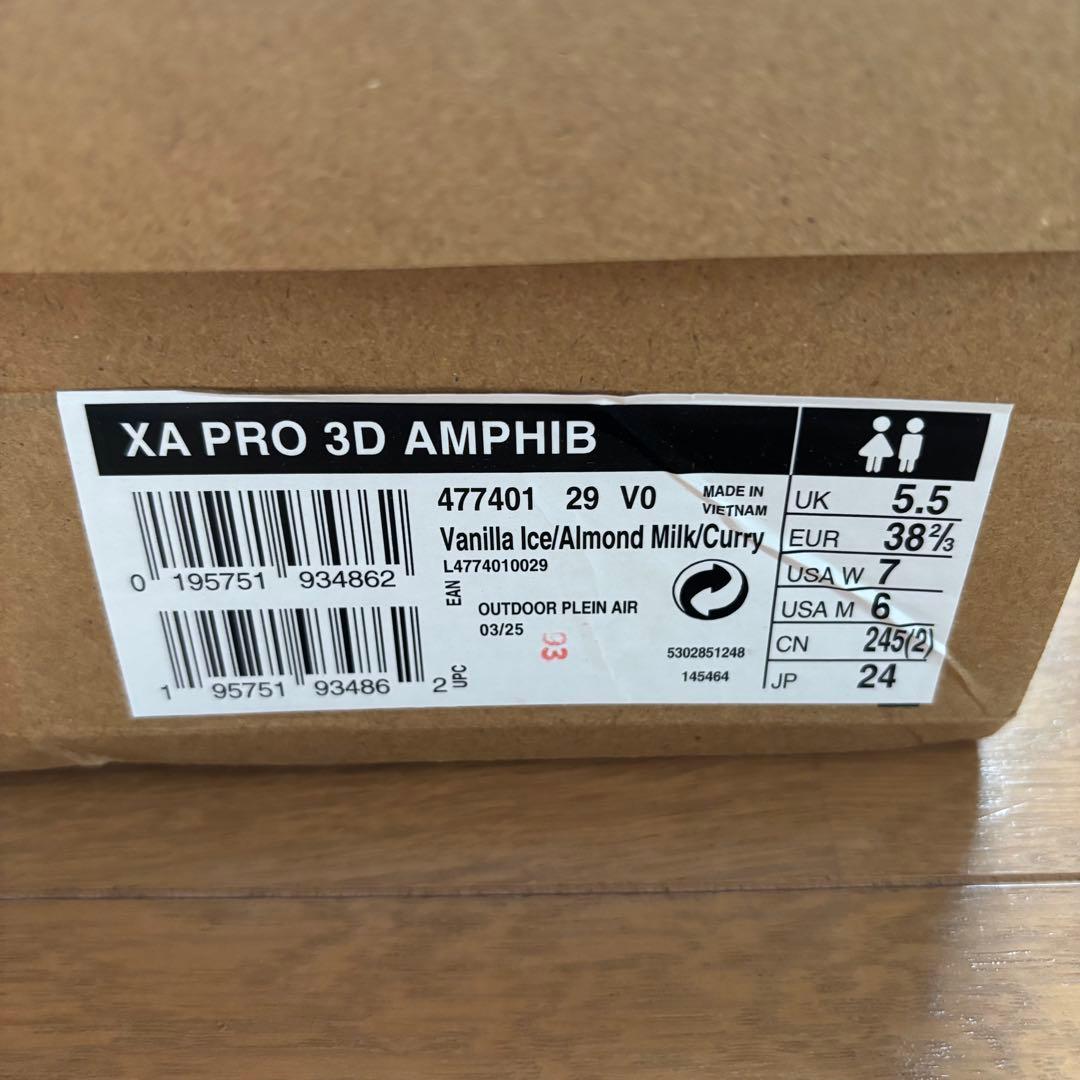 XA PRO 3D AMPHIB
477401 29 V0
MADE IN
VIETNAM
Vanilla Ice/Almond Milk/Curry
L4774010029
0 195751 934862
EAN
OUTDOOR PLEIN AIR
03/25
93
5302851248
145464
1 95751 93486 2
UPC
UK 5.5
EUR 38⅔
USA W 7
USA M 6
CN 245(2)
JP 24